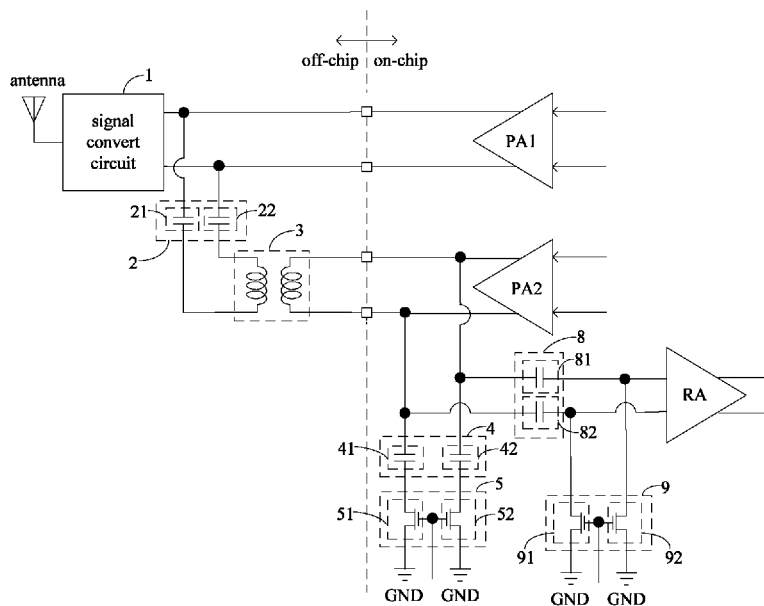 off-chip on-chip
antenna
1
signal
convert
circuit
PA1
21
22
2
3
PA2
8
81
82
RA
4
41
42
5
51
52
9
91
92
GND GND
GND GND